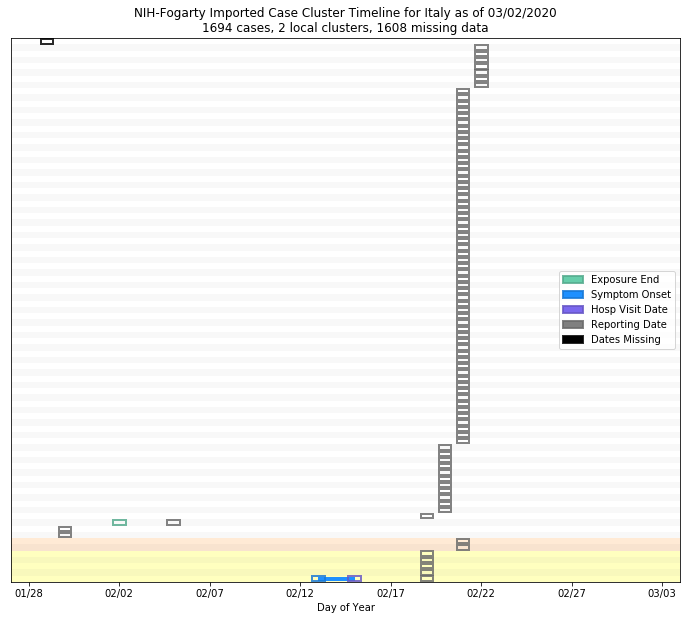 NIH-Fogarty Imported Case Cluster Timeline for Italy as of 03/02/2020
1694 cases, 2 local clusters, 1608 missing data
Exposure End
Symptom Onset
Hosp Visit Date
Reporting Date
Dates Missing
01/28 02/02 02/07 02/12 02/17 02/22 02/27 03/03
Day of Year